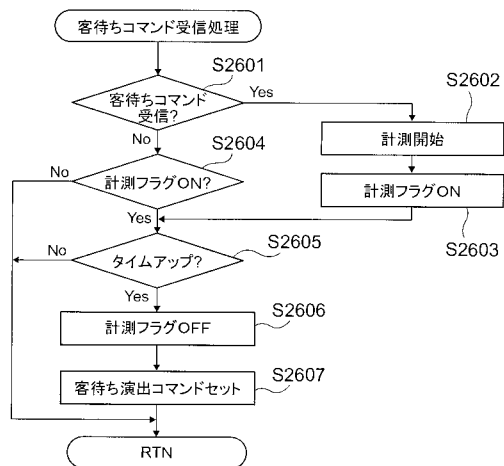 客待ちコマンド受信処理
S2601
客待ちコマンド
受信?
Yes
S2602
計測開始
No
S2604
計測フラグON?
No
Yes
計測フラグON
S2603
S2605
タイムアップ?
No
Yes
計測フラグOFF
S2606
客待ち演出コマンドセット
S2607
RTN